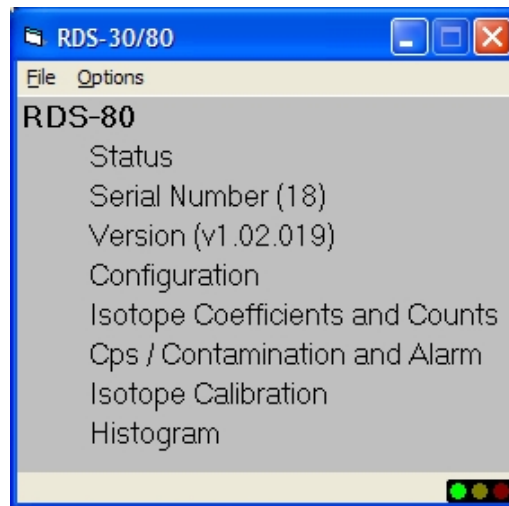 RDS-30/80
File Options
RDS-80
Status
Serial Number (18)
Version (v1.02.019)
Configuration
Isotope Coefficients and Counts
Cps / Contamination and Alarm
Isotope Calibration
Histogram